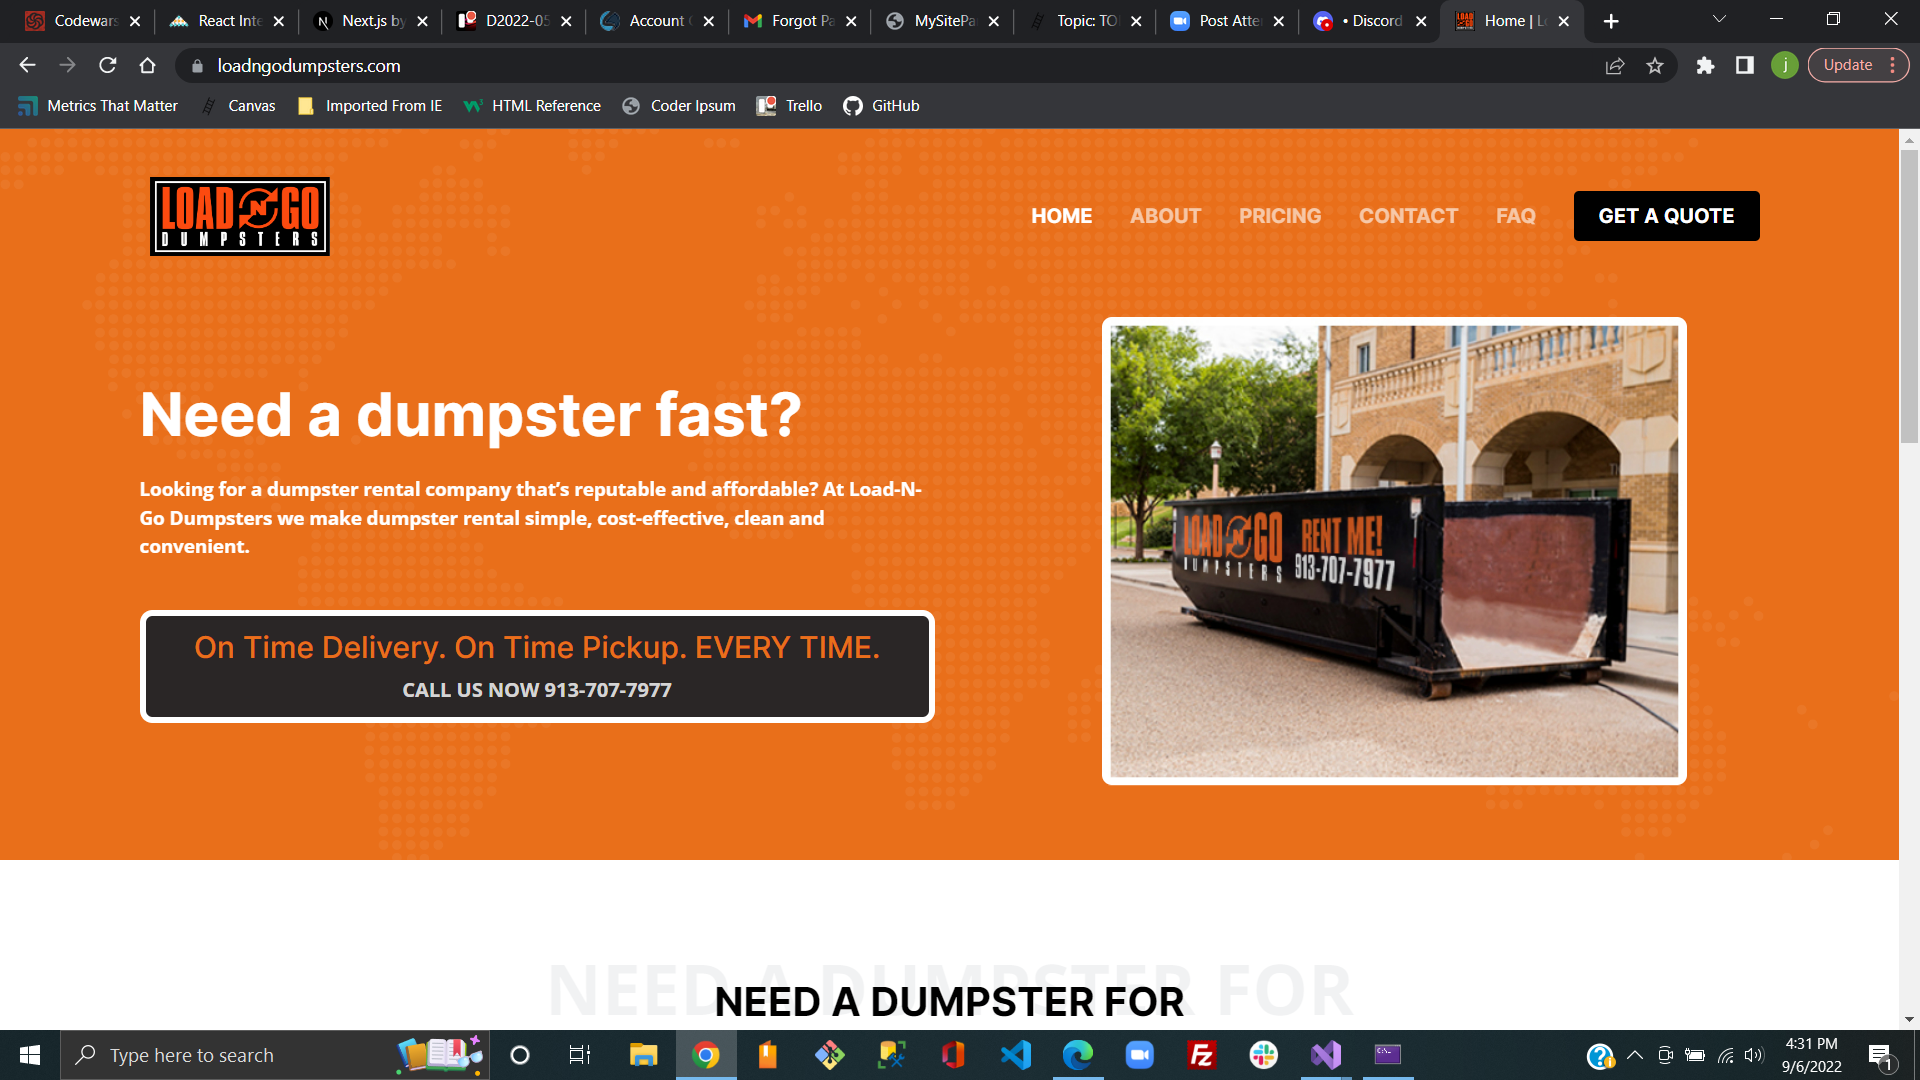 Codewars
React Inte
Next.js by
D2022-05
Account
Forgot Pa
MySitePa
Topic: TO
Post Atte
• Discord
Home | L
loadngodumpsters.com
Update
Metrics That Matter
Canvas
Imported From IE
HTML Reference
Coder Ipsum
Trello
GitHub
LOAD N GO
DUMPSTERS
HOME
ABOUT
PRICING
CONTACT
FAQ
GET A QUOTE
Need a dumpster fast?
Looking for a dumpster rental company that’s reputable and affordable? At Load-N-
Go Dumpsters we make dumpster rental simple, cost-effective, clean and
convenient.
On Time Delivery. On Time Pickup. EVERY TIME.
CALL US NOW 913-707-7977
LOAD N GO
DUMPSTERS
RENT ME!
913-707-7977
NEED A DUMPSTER FOR
NEED A DUMPSTER FOR
Type here to search
4:31 PM
9/6/2022
1